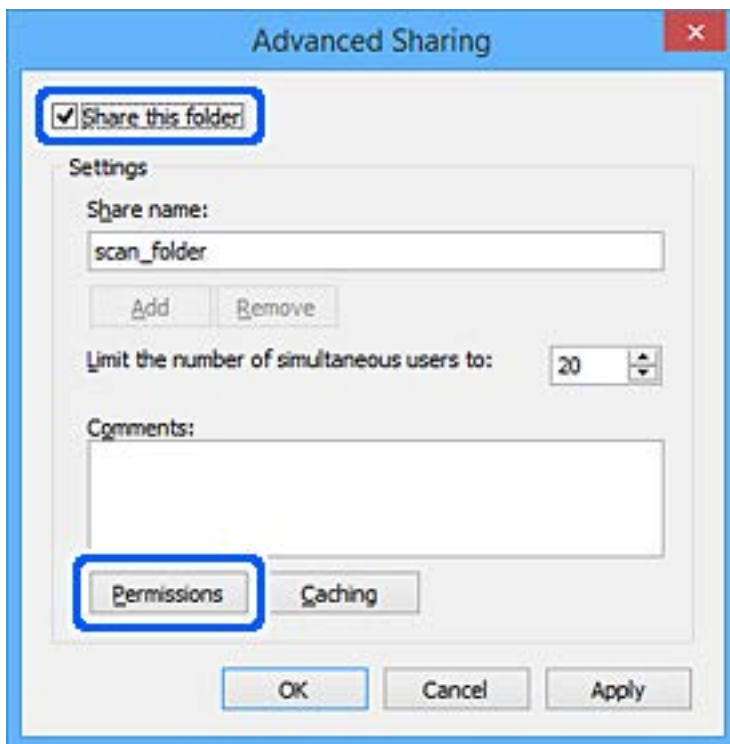 Advanced Sharing
Share this folder
Settings
Share name:
scan_folder
Add Remove
Limit the number of simultaneous users to: 20
Comments:
Permissions Caching
OK Cancel Apply